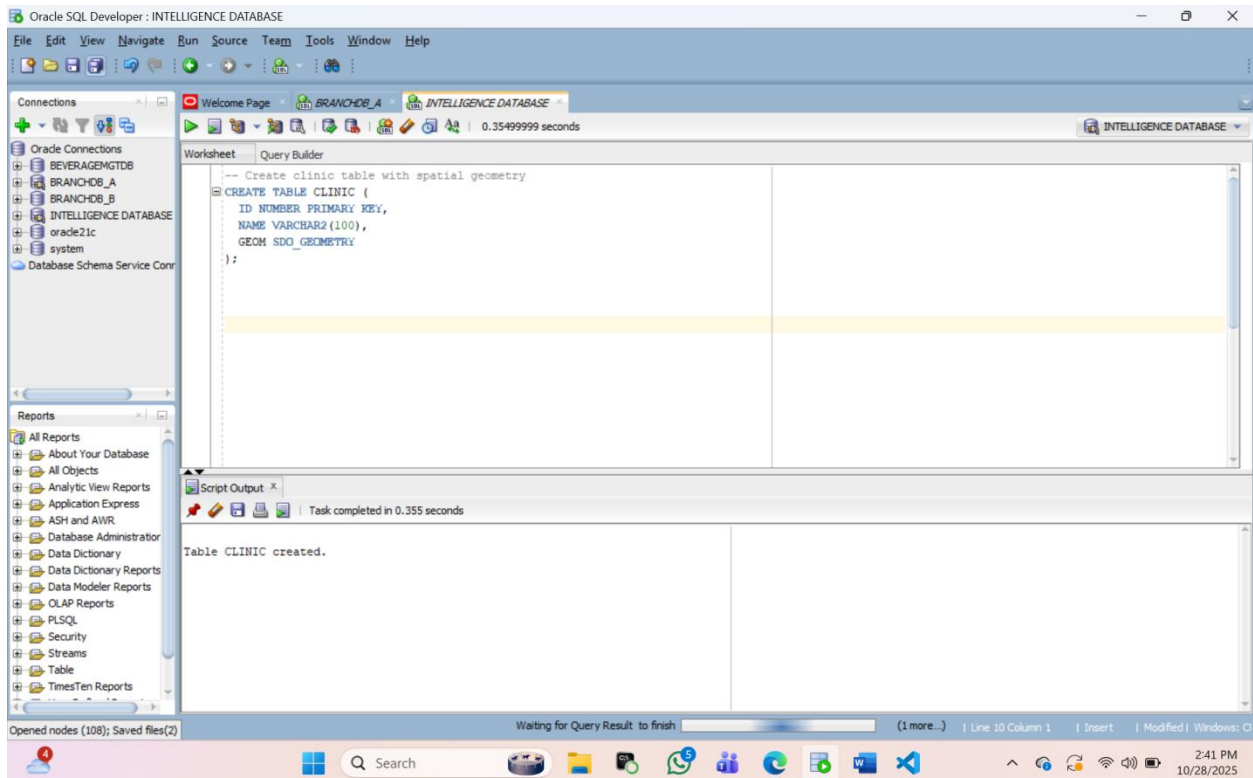 Oracle SQL Developer : INTELLIGENCE DATABASE
File Edit View Navigate Run Source Team Tools Window Help
Connections
Welcome Page
BRANCHDB_A
INTELLIGENCE DATABASE
0.35499999 seconds
INTELLIGENCE DATABASE
Oracle Connections
BEVERAGEMGTDB
BRANCHDB_A
BRANCHDB_B
INTELLIGENCE DATABASE
oracle21c
system
Database Schema Service Conr
Worksheet Query Builder
-- Create clinic table with spatial geometry
CREATE TABLE CLINIC (
ID NUMBER PRIMARY KEY,
NAME VARCHAR2(100),
GEOM SDO_GEOMETRY
);
Reports
All Reports
About Your Database
All Objects
Analytic View Reports
Application Express
ASH and AWR
Database Administration
Data Dictionary
Data Dictionary Reports
Data Modeler Reports
OLAP Reports
PLSQL
Security
Streams
Table
TimesTen Reports
Script Output
Task completed in 0.355 seconds
Table CLINIC created.
Opened nodes (108); Saved files(2)
Waiting for Query Result to finish
(1 more...)
Line 10 Column 1
Insert
Modified
Windows: C
4
Search
5
2:41 PM
10/28/2025